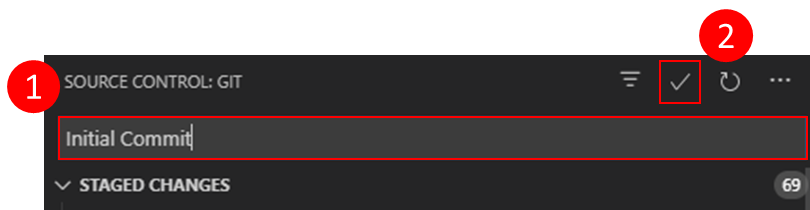 2
1
SOURCE CONTROL: GIT
Initial Commit
STAGED CHANGES 69